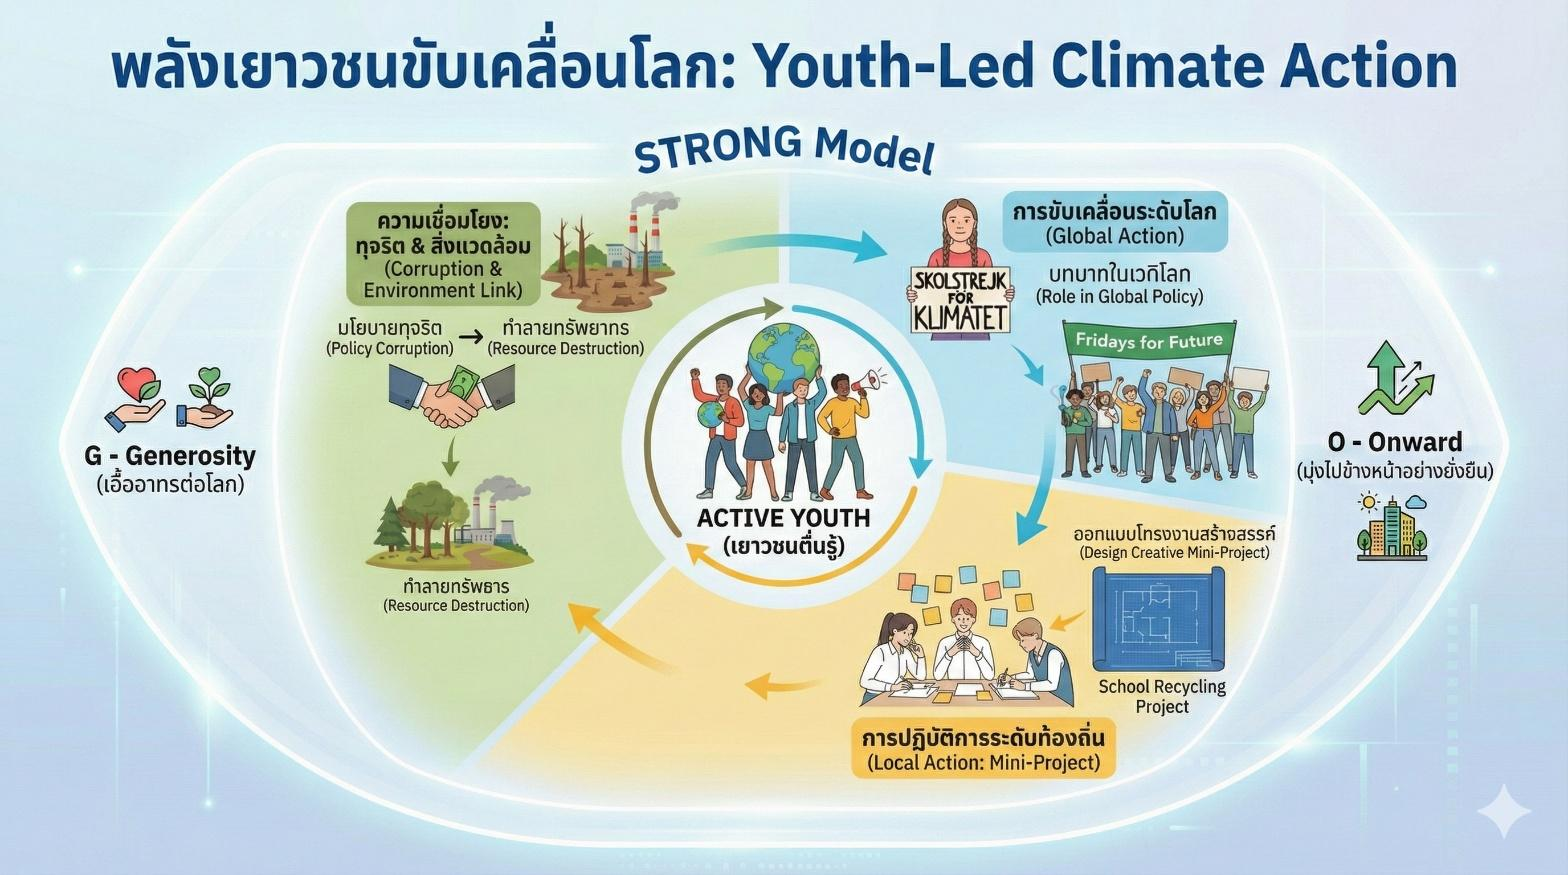 พลังเยาวชนขับเคลื่อนโลก: Youth-Led Climate Action
STRONG Model
ความเชื่อมโยง:
ทุจริต & สิ่งแวดล้อม
(Corruption &
Environment Link)
นโยบายทุจริต
(Policy Corruption)
→
ทำลายทรัพยากร
(Resource Destruction)
ทำลายทรัพธาร
(Resource Destruction)
G - Generosity
(เอื้ออาทรต่อโลก)
ACTIVE YOUTH
(เยาวชนตื่นรู้)
การขับเคลื่อนระดับโลก
(Global Action)
บทบาทในเวทีโลก
(Role in Global Policy)
SKOLSTREJK
FÖR
KLIMATET
Fridays for Future
O - Onward
(มุ่งไปข้างหน้าอย่างยั่งยืน)
ออกแบบโครงงานสร้างสรรค์
(Design Creative Mini-Project)
School Recycling
Project
การปฏิบัติการระดับท้องถิ่น
(Local Action: Mini-Project)